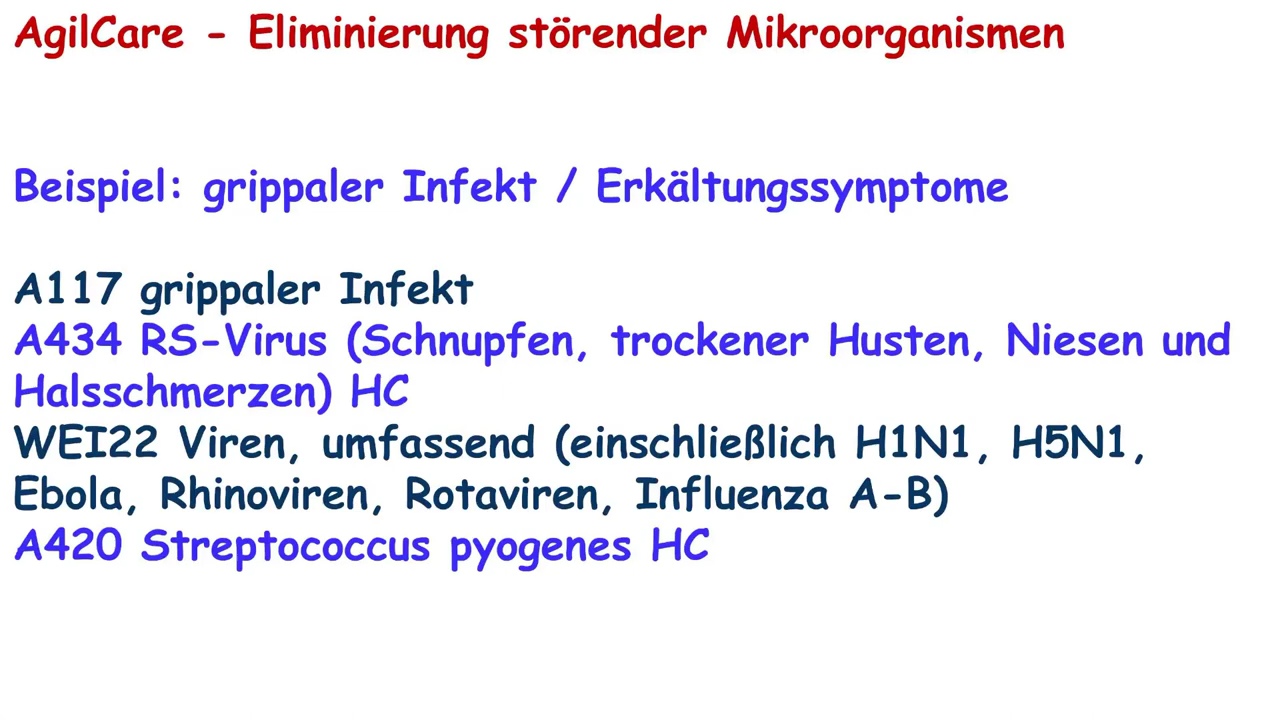 AgilCare - Eliminierung störender Mikroorganismen
Beispiel: grippaler Infekt / Erkältungssymptome
A117 grippaler Infekt
A434 RS-Virus (Schnupfen, trockener Husten, Niesen und
Halsschmerzen) HC
WEI22 Viren, umfassend (einschließlich H1N1, H5N1,
Ebola, Rhinoviren, Rotaviren, Influenza A-B)
A420 Streptococcus pyogenes HC